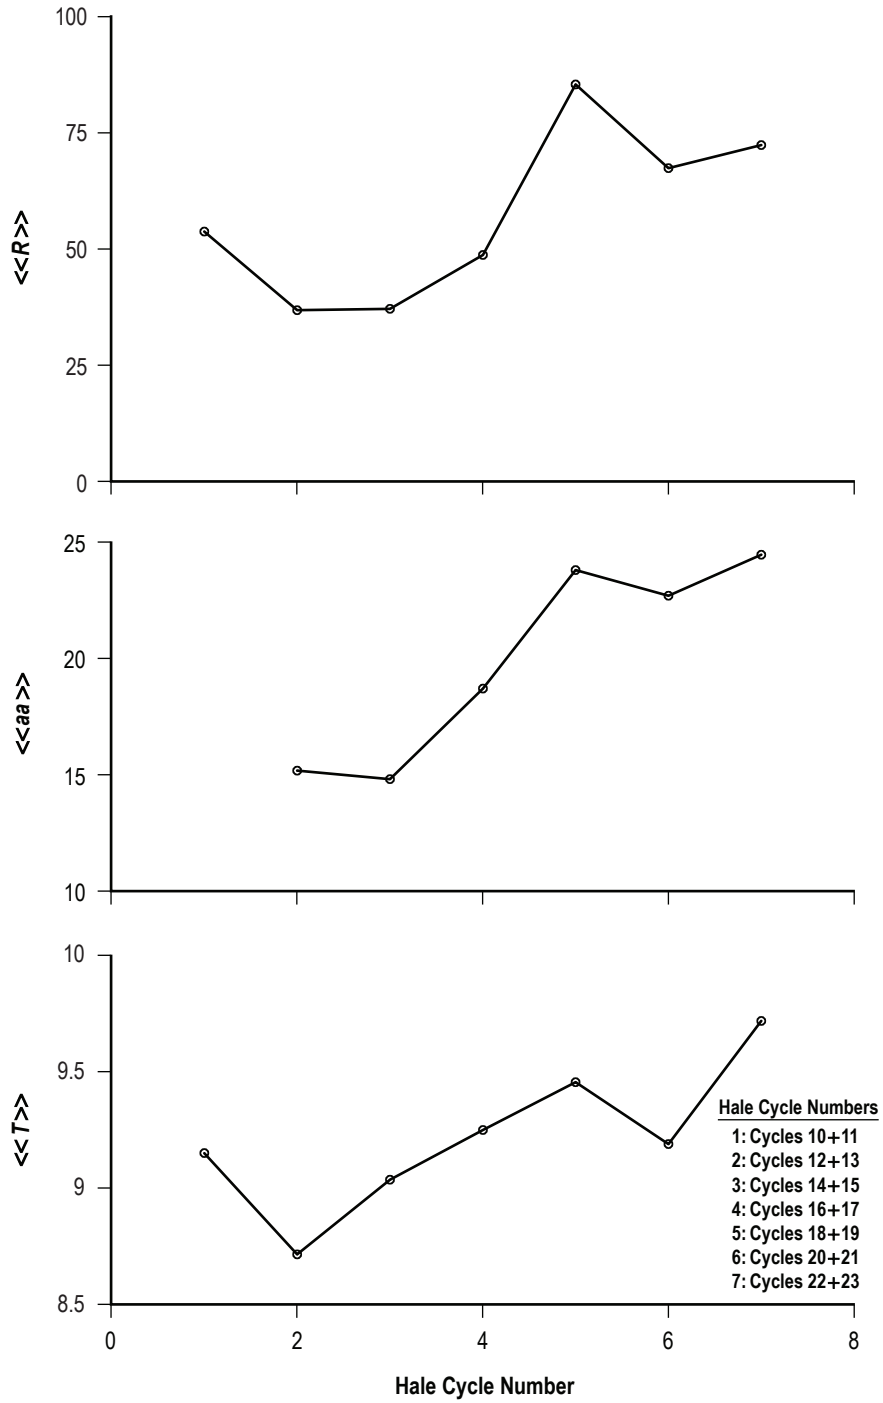 100
75
50
25
0
<<R>>
25
20
15
10
<<aa>>
10
9.5
9
8.5
<<T>>
Hale Cycle Numbers
1: Cycles 10+11
2: Cycles 12+13
3: Cycles 14+15
4: Cycles 16+17
5: Cycles 18+19
6: Cycles 20+21
7: Cycles 22+23
0 2 4 6 8
Hale Cycle Number